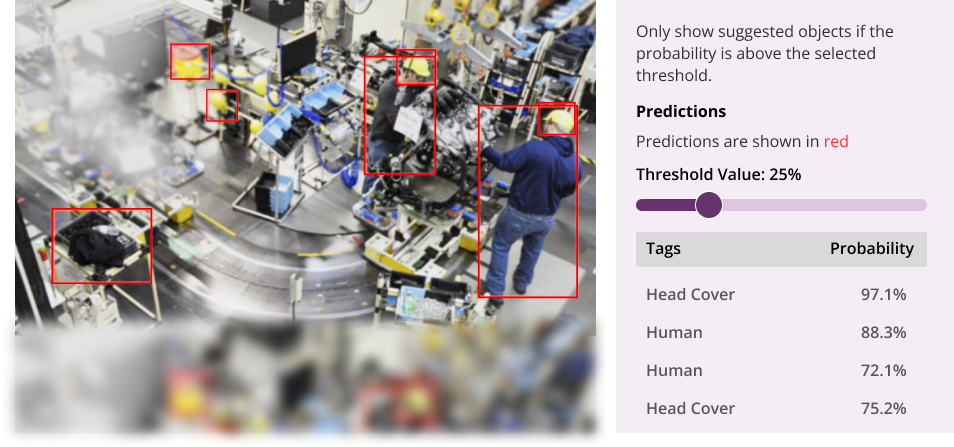 Only show suggested objects if the
probability is above the selected
threshold.
Predictions
Predictions are shown in red
Threshold Value: 25%
Tags Probability
Head Cover 97.1%
Human 88.3%
Human 72.1%
Head Cover 75.2%